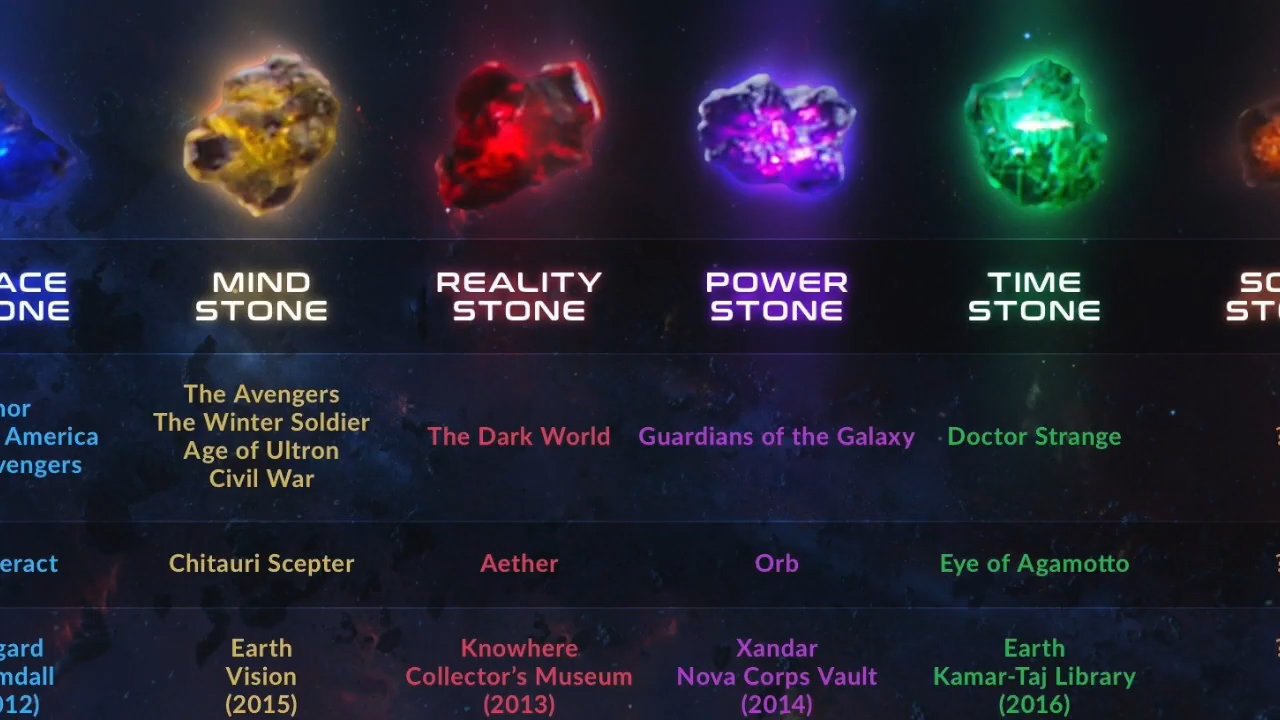 MIND
STONE
REALITY
STONE
POWER
STONE
TIME
STONE
America
The Avengers
The Winter Soldier
Age of Ultron
Civil War
The Dark World
Guardians of the Galaxy
Doctor Strange
Chitauri Scepter
Aether
Orb
Eye of Agamotto
Earth
Vision
(2015)
Knowhere
Collector’s Museum
(2013)
Xandar
Nova Corps Vault
(2014)
Earth
Kamar-Taj Library
(2016)